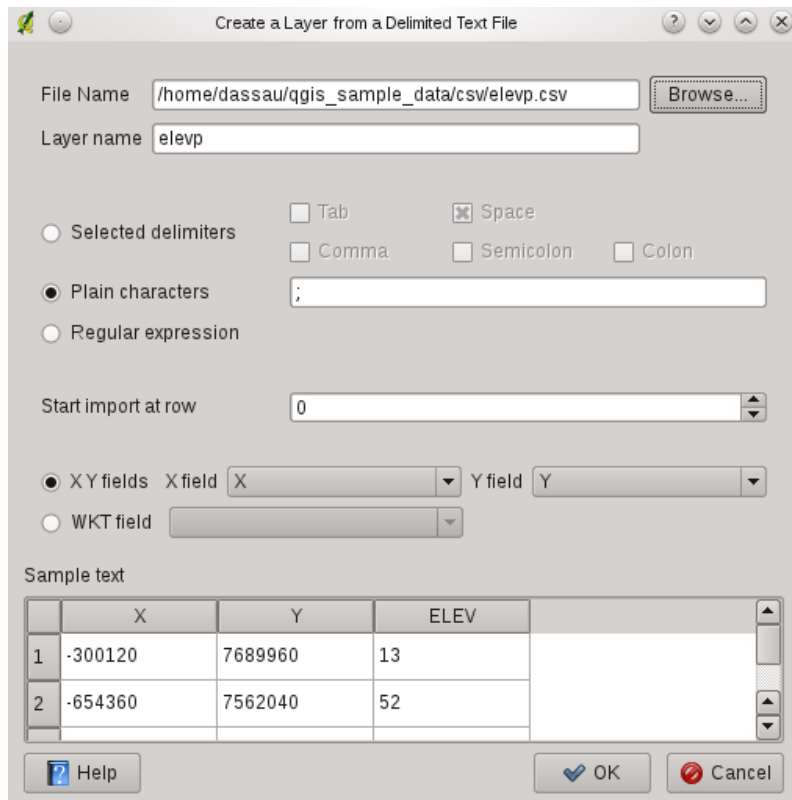 Create a Layer from a Delimited Text File
File Name /home/dassau/qgis_sample_data/csv/elevp.csv Browse...
Layer name elevp
Selected delimiters
Tab Space
Comma Semicolon Colon
Plain characters ;
Regular expression
Start import at row 0
X Y fields X field X Y field Y
WKT field
Sample text
X Y ELEV
1 -300120 7689960 13
2 -654360 7562040 52
Help OK Cancel